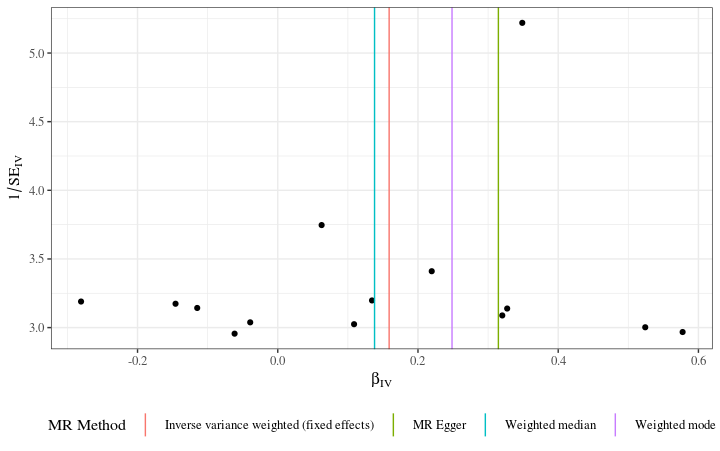 5.0
4.5
4.0
3.5
3.0
1/SE_IV
-0.2 0.0 0.2 0.4 0.6
β_IV
MR Method Inverse variance weighted (fixed effects) MR Egger Weighted median Weighted mode